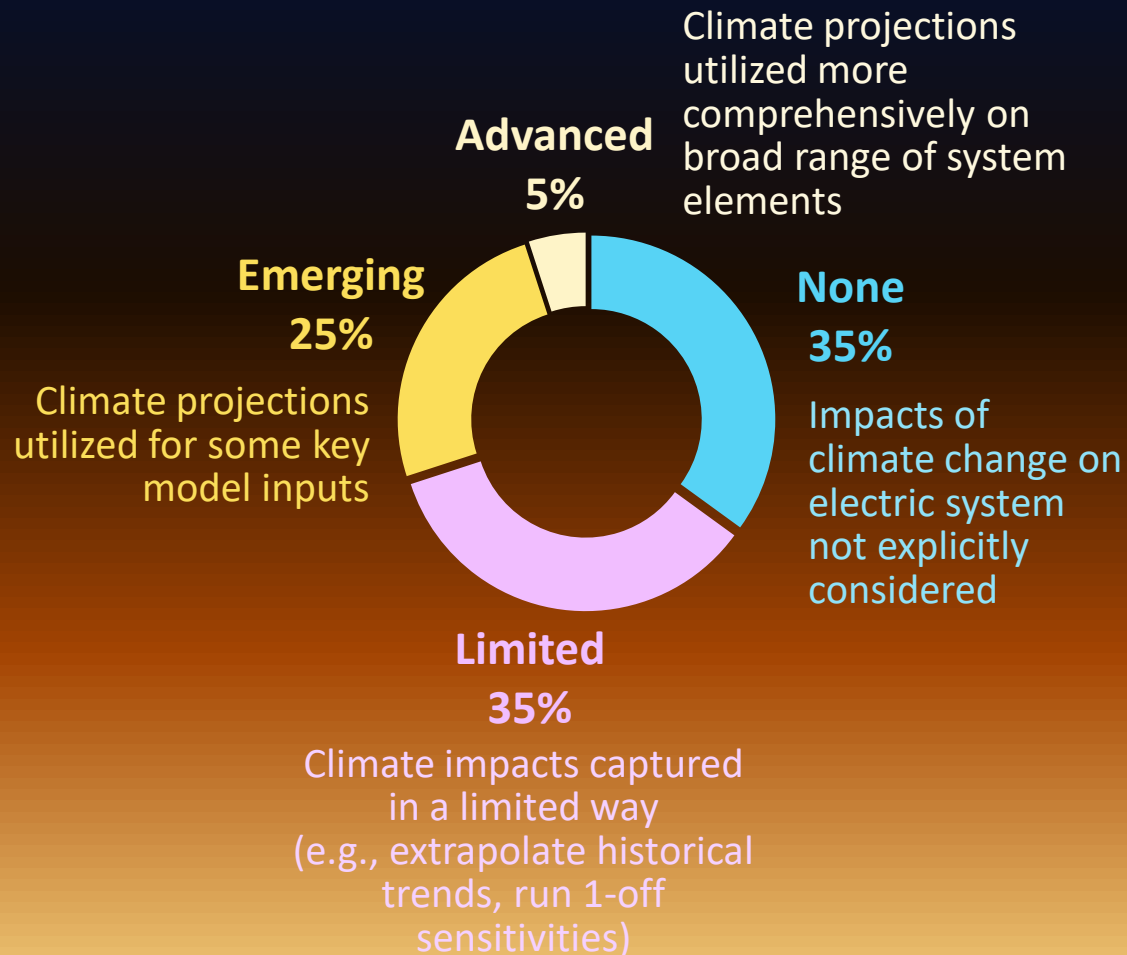 Advanced
5%
Climate projections
utilized more
comprehensively on
broad range of system
elements
None
35%
Impacts of
climate change on
electric system
not explicitly
considered
Limited
35%
Climate impacts captured
in a limited way
(e.g., extrapolate historical
trends, run 1-off
sensitivities)
Emerging
25%
Climate projections
utilized for some key
model inputs